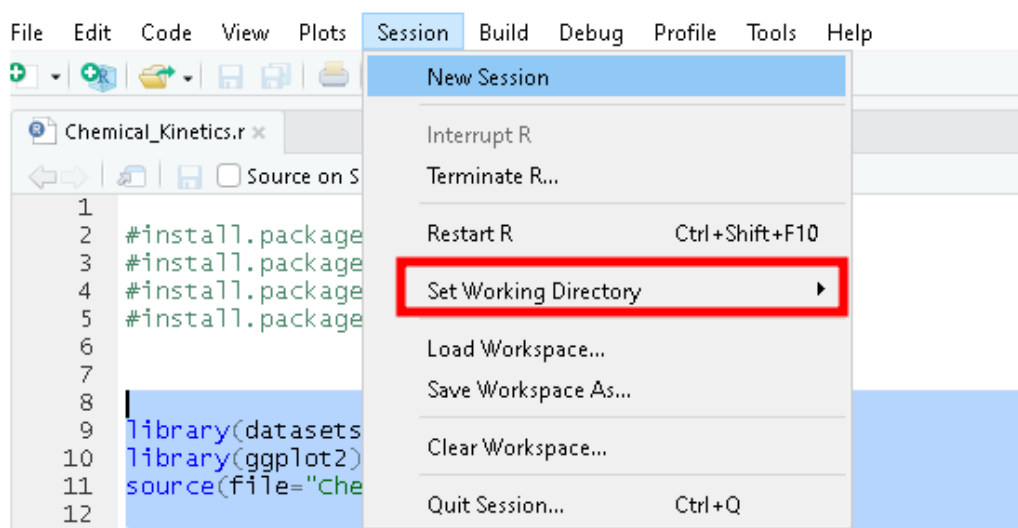 File Edit Code View Plots Session Build Debug Profile Tools Help
New Session
Chemical_Kinetics.r
Interrupt R
Source on S
Terminate R...
1
2 #install.package
Restart R Ctrl+Shift+F10
3 #install.package
4 #install.package
Set Working Directory
5 #install.package
6
Load Workspace...
7
Save Workspace As...
8
9 library(datasets
Clear Workspace...
10 library(ggplot2)
11 source(file="Che
Quit Session... Ctrl+Q
12